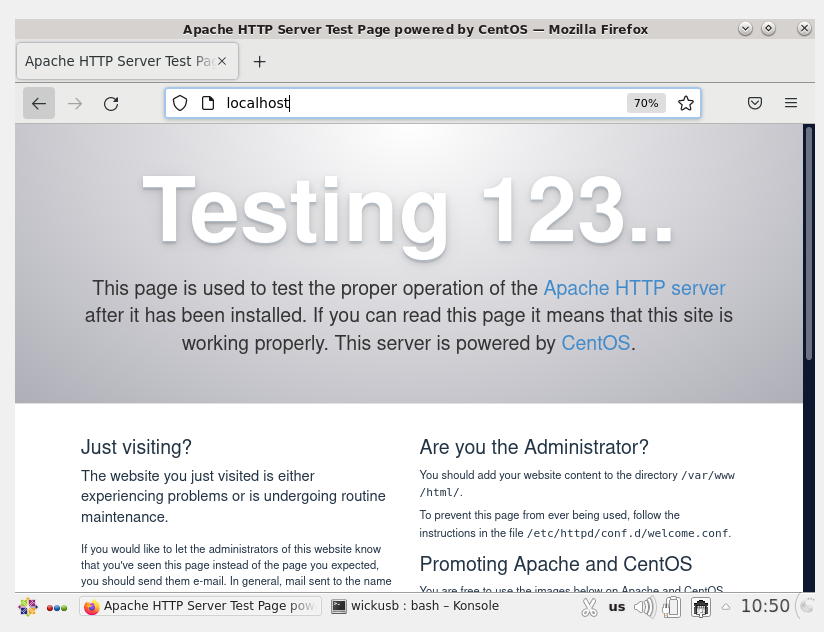 Apache HTTP Server Test Page powered by CentOS — Mozilla Firefox
Apache HTTP Server Test Pa
localhost
70%
Testing 123..
This page is used to test the proper operation of the Apache HTTP server
after it has been installed. If you can read this page it means that this site is
working properly. This server is powered by CentOS.
Just visiting?
The website you just visited is either
experiencing problems or is undergoing routine
maintenance.
If you would like to let the administrators of this website know
that you've seen this page instead of the page you expected,
you should send them e-mail. In general, mail sent to the name
Are you the Administrator?
You should add your website content to the directory /var/www
/html/.
To prevent this page from ever being used, follow the
instructions in the file /etc/httpd/conf.d/welcome.conf.
Promoting Apache and CentOS
You are free to use the images below on Apache and CentOS
Apache HTTP Server Test Page pow
wickusb : bash – Konsole
us
10:50